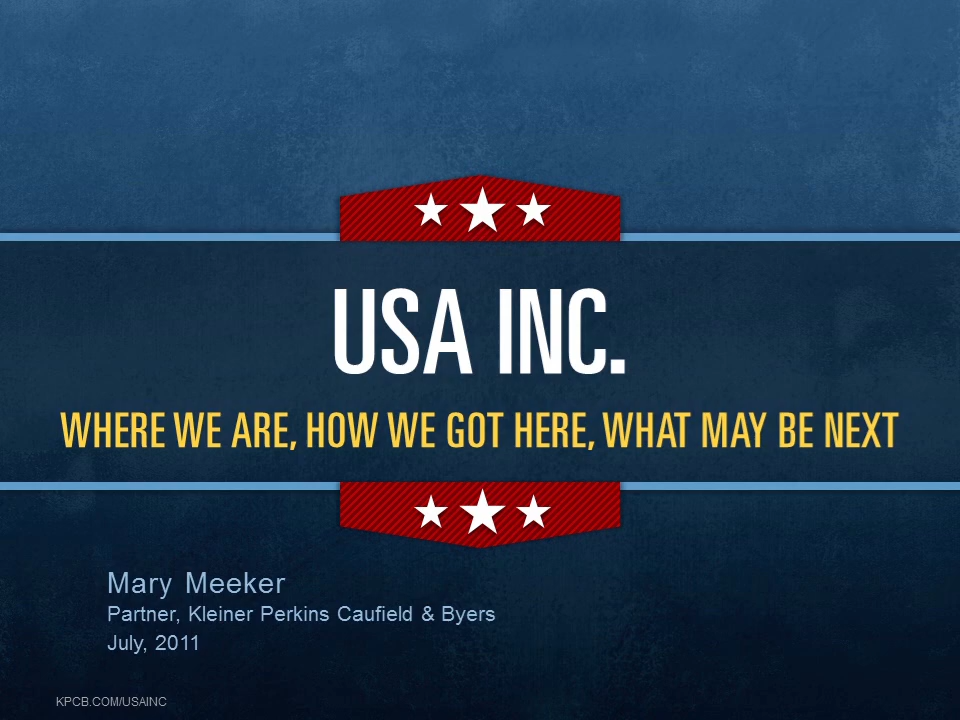 USA INC.
WHERE WE ARE, HOW WE GOT HERE, WHAT MAY BE NEXT
Mary Meeker
Partner, Kleiner Perkins Caufield & Byers
July, 2011
KPCB.COM/USAINC